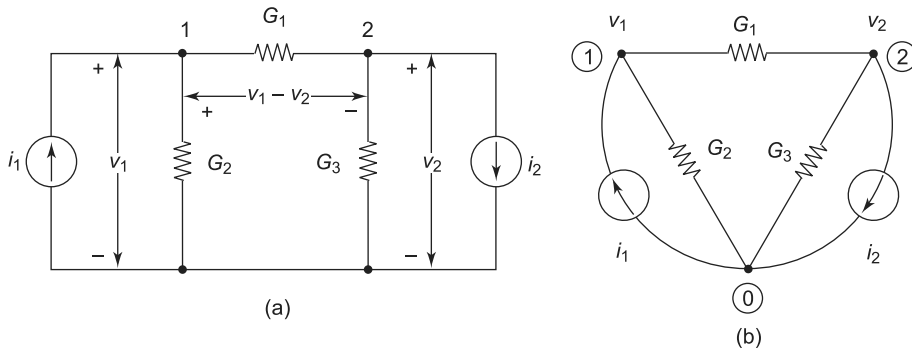 1 G1 2
+ + + −
i1 v1 v1 − v2 G2 G3 v2 i2
− −
(a)
v1 G1 v2
1 2
G2 G3
i1 i2
0
(b)